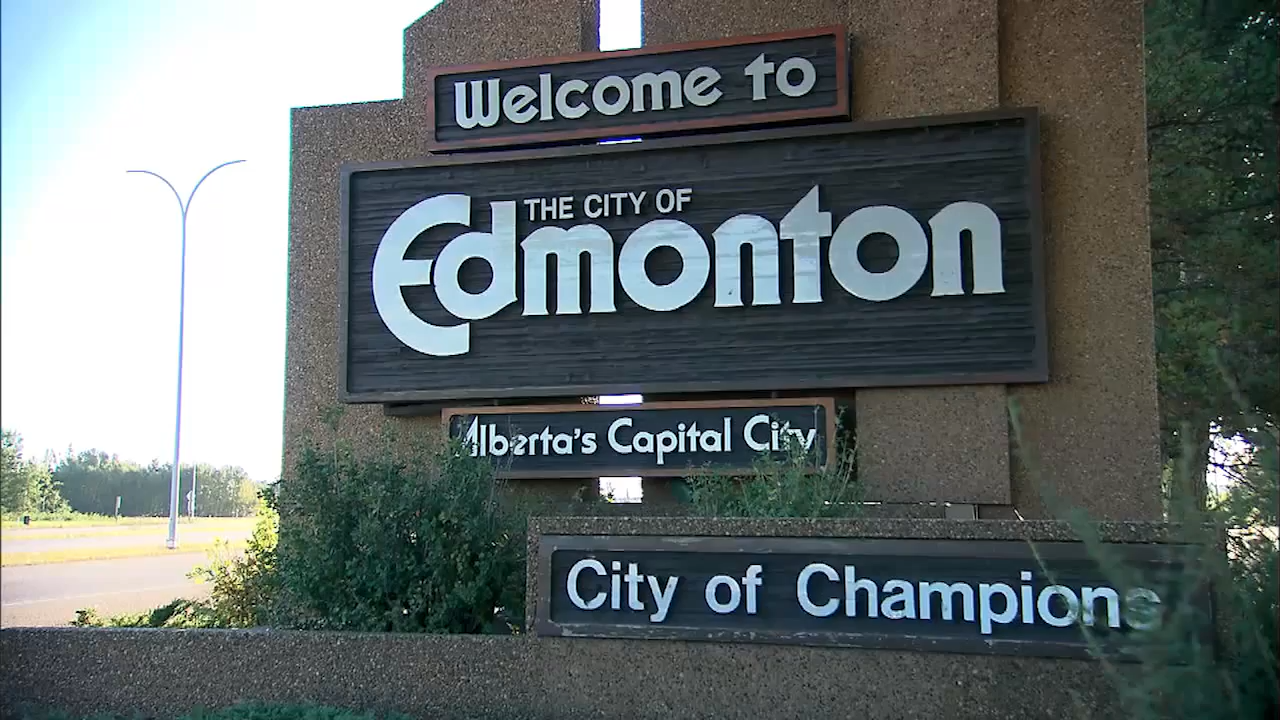 Welcome to
THE CITY OF
Edmonton
Alberta's Capital City
City of Champions